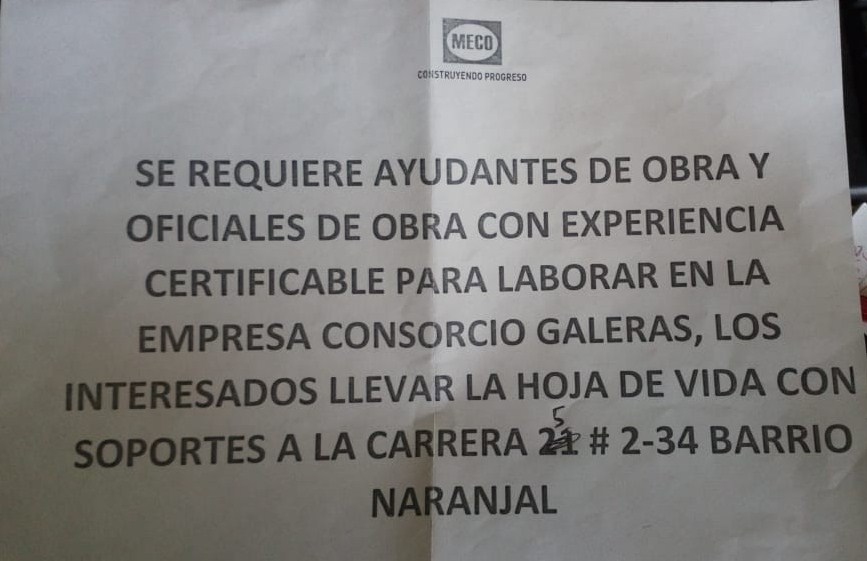 MECO
CONSTRUYENDO PROGRESO
SE REQUIERE AYUDANTES DE OBRA Y
OFICIALES DE OBRA CON EXPERIENCIA
CERTIFICABLE PARA LABORAR EN LA
EMPRESA CONSORCIO GALERAS, LOS
INTERESADOS LLEVAR LA HOJA DE VIDA CON
5
SOPORTES A LA CARRERA 21 # 2-34 BARRIO
NARANJAL